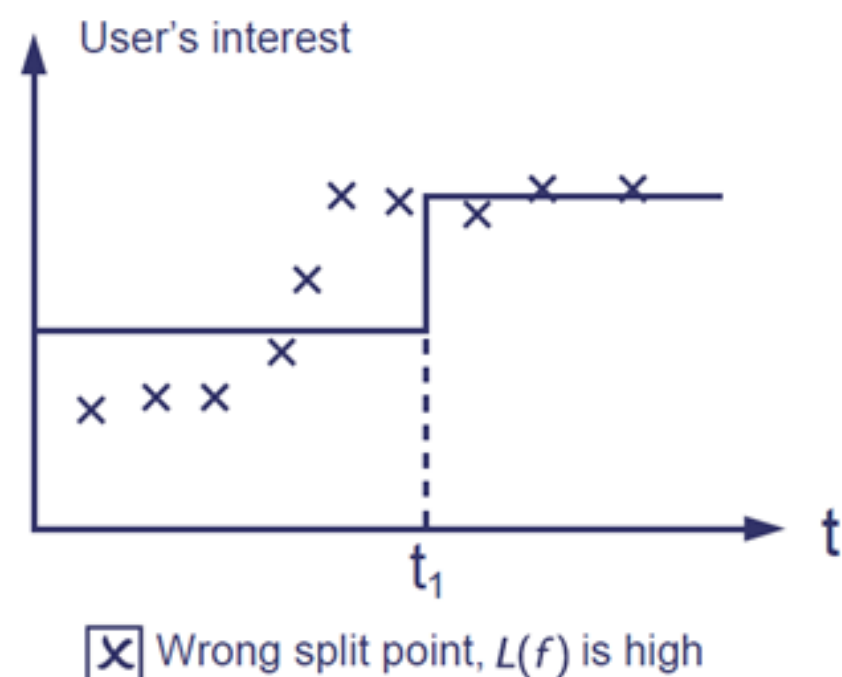 User's interest
t
t₁
☒ Wrong split point, L(f) is high